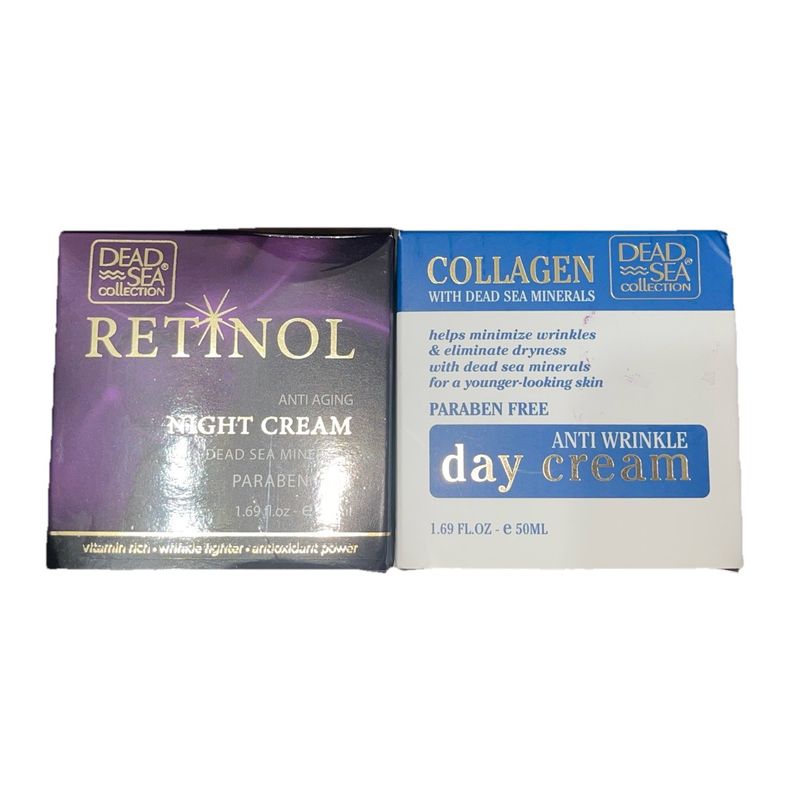 DEAD
SEA®
COLLECTION
RETINOL
ANTI AGING
NIGHT CREAM
DEAD SEA
PARABEN
1.69 fl.oz - e
vitamin rich • wrinkle fighter • antioxidant power
COLLAGEN
WITH DEAD SEA MINERALS
DEAD
SEA®
COLLECTION
helps minimize wrinkles
& eliminate dryness
with dead sea minerals
for a younger-looking skin
PARABEN FREE
ANTI WRINKLE
day cream
1.69 FL.OZ - e 50ML